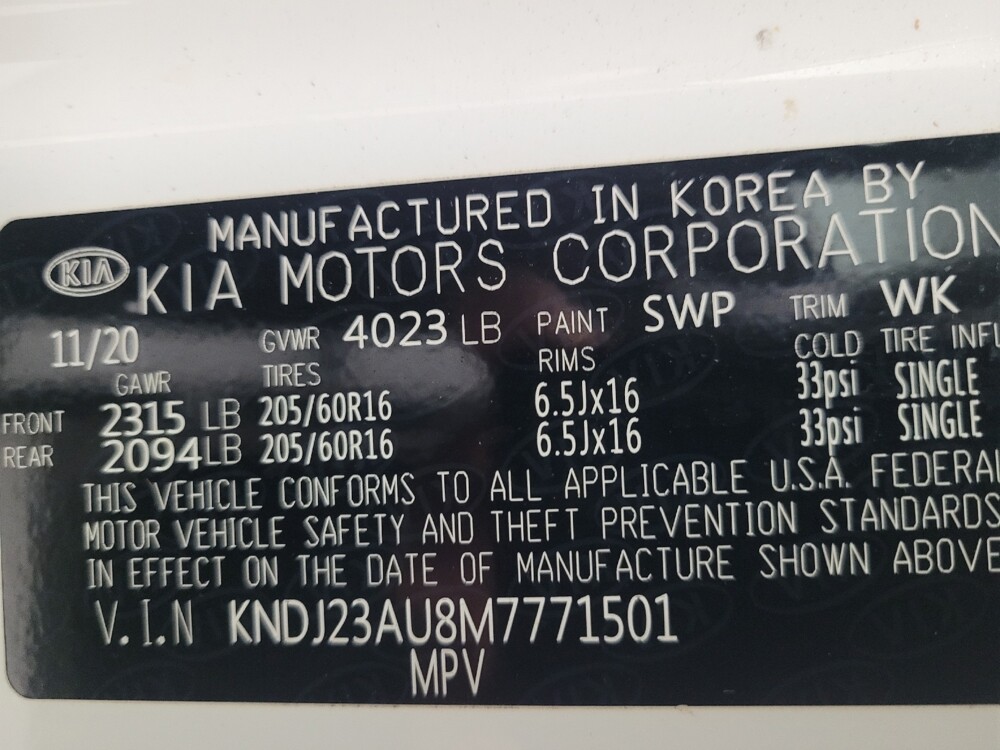 MANUFACTURED IN KOREA BY
KIA KIA MOTORS CORPORATION
11/20 GVWR 4023 LB PAINT SWP TRIM WK
GAWR TIRES RIMS COLD TIRE INFL
FRONT 2315 LB 205/60R16 6.5Jx16 33psi SINGLE
REAR 2094LB 205/60R16 6.5Jx16 33psi SINGLE
THIS VEHICLE CONFORMS TO ALL APPLICABLE U.S.A. FEDERAL
MOTOR VEHICLE SAFETY AND THEFT PREVENTION STANDARDS
IN EFFECT ON THE DATE OF MANUFACTURE SHOWN ABOVE
V.I.N KNDJ23AU8M7771501
MPV